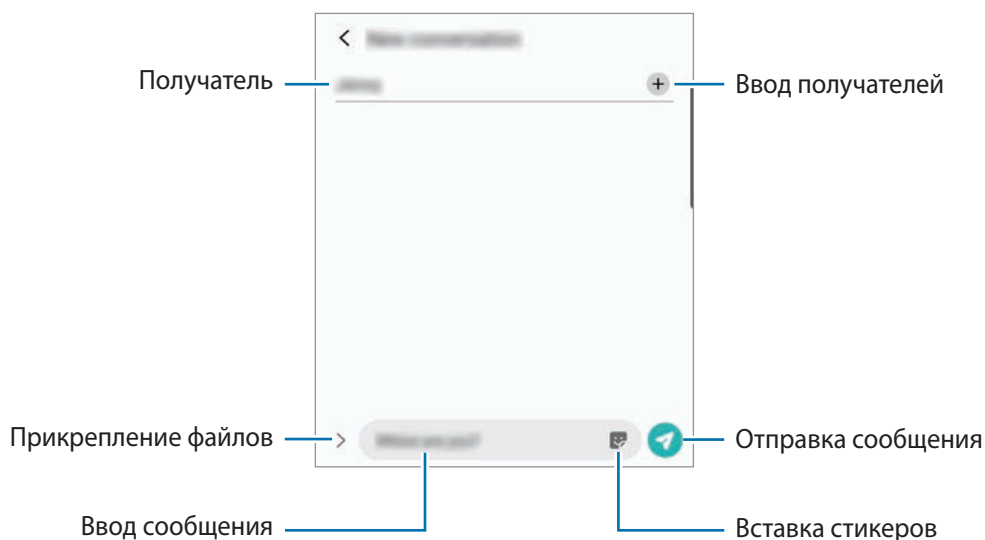 Получатель
Ввод получателей
Прикрепление файлов
Отправка сообщения
Ввод сообщения
Вставка стикеров